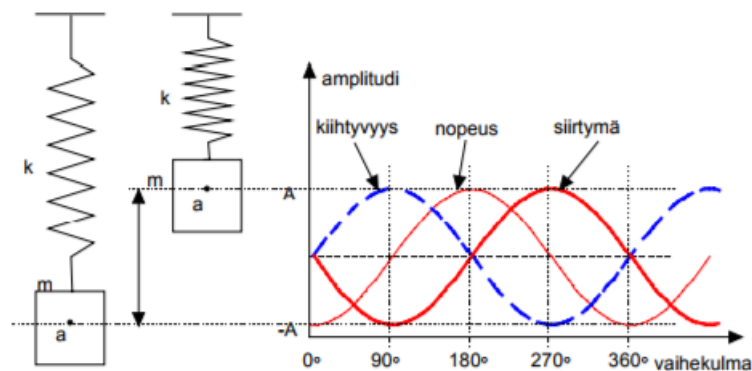 k
m
a
k
m
a
amplitudi
kiihtyvyys
nopeus
siirtymä
A
-A
0° 90° 180° 270° 360° vaihekulma